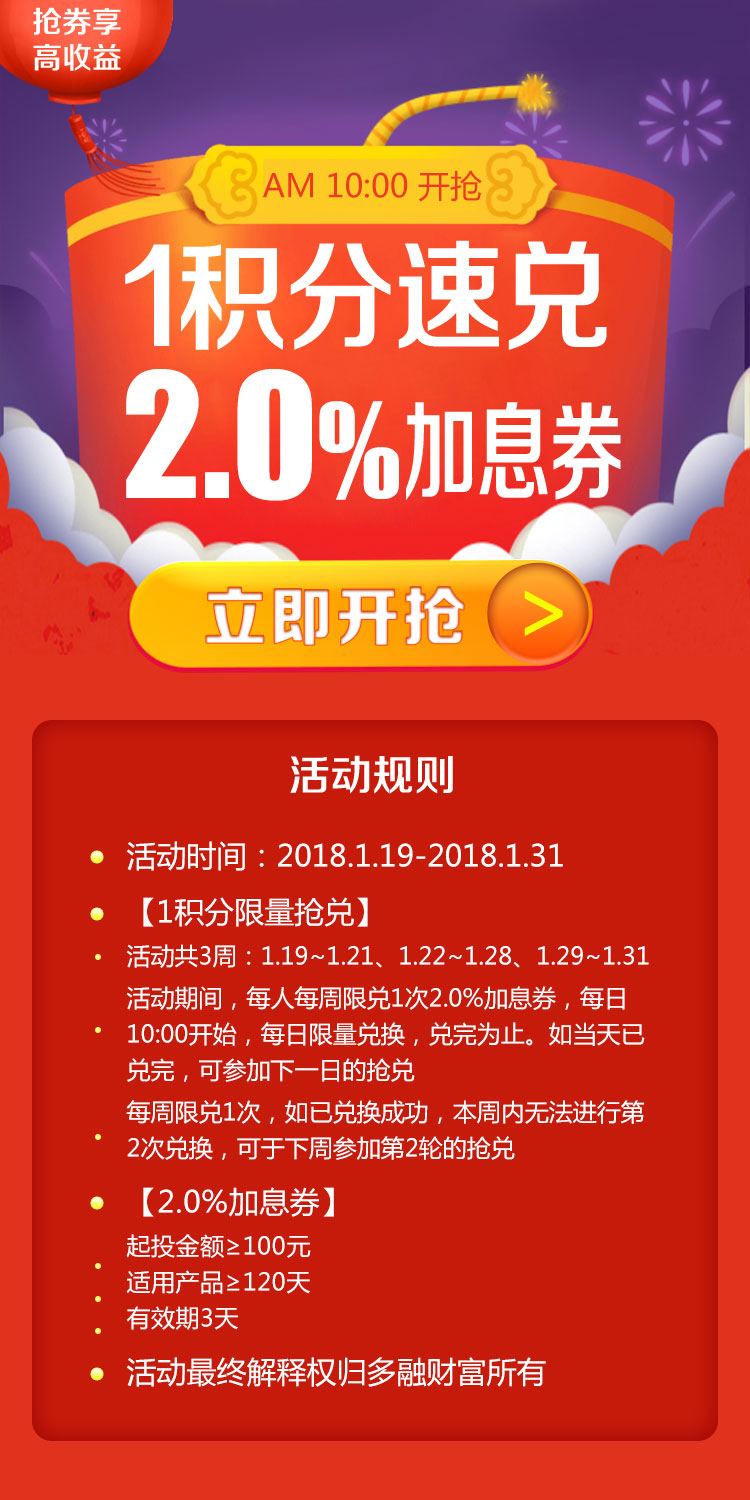 抢券享
高收益
AM 10:00 开抢
1积分速兑
2.0%加息券
立即开抢 >
活动规则
活动时间：2018.1.19-2018.1.31
【1积分限量抢兑】
活动共3周：1.19~1.21、1.22~1.28、1.29~1.31
活动期间，每人每周限兑1次2.0%加息券，每日
10:00开始，每日限量兑换，兑完为止。如当天已
兑完，可参加下一日的抢兑
每周限兑1次，如已兑换成功，本周内无法进行第
2次兑换，可于下周参加第2轮的抢兑
【2.0%加息券】
起投金额≥100元
适用产品≥120天
有效期3天
活动最终解释权归多融财富所有